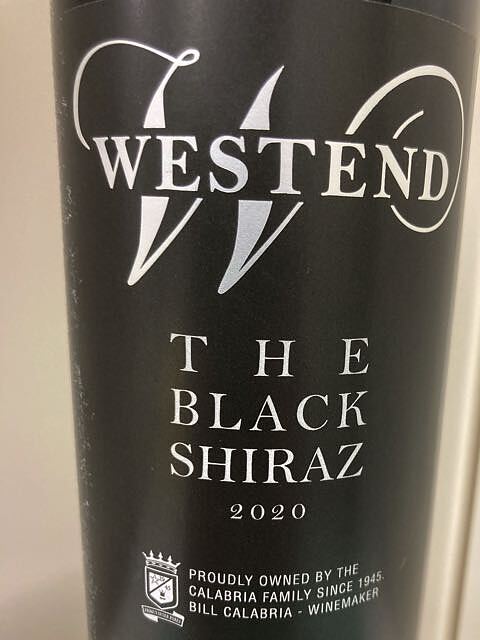 WESTEND
THE
BLACK
SHIRAZ
2020
PROUDLY OWNED BY THE
CALABRIA FAMILY SINCE 1945.
BILL CALABRIA - WINEMAKER